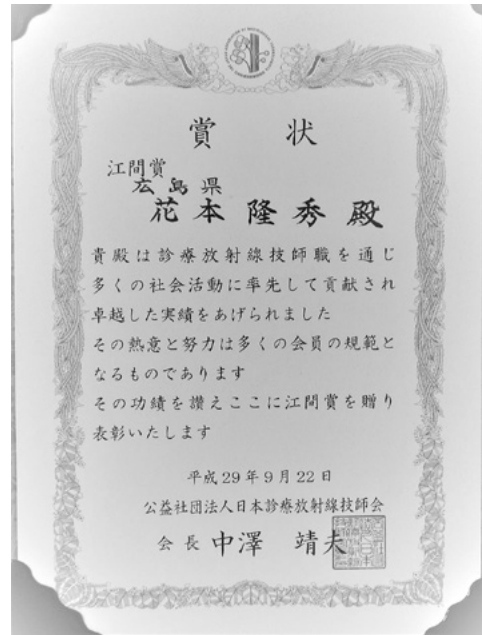 賞状
江間賞
広島県
花本隆秀殿
貴殿は診療放射線技師職を通じ
多くの社会活動に率先して貢献され
卓越した実績をあげられました
その熱意と努力は多くの会員の規範と
なるものであります
その功績を讃えここに江間賞を贈り
表彰いたします
平成29年9月22日
公益社団法人日本診療放射線技師会
会長 中澤 靖夫